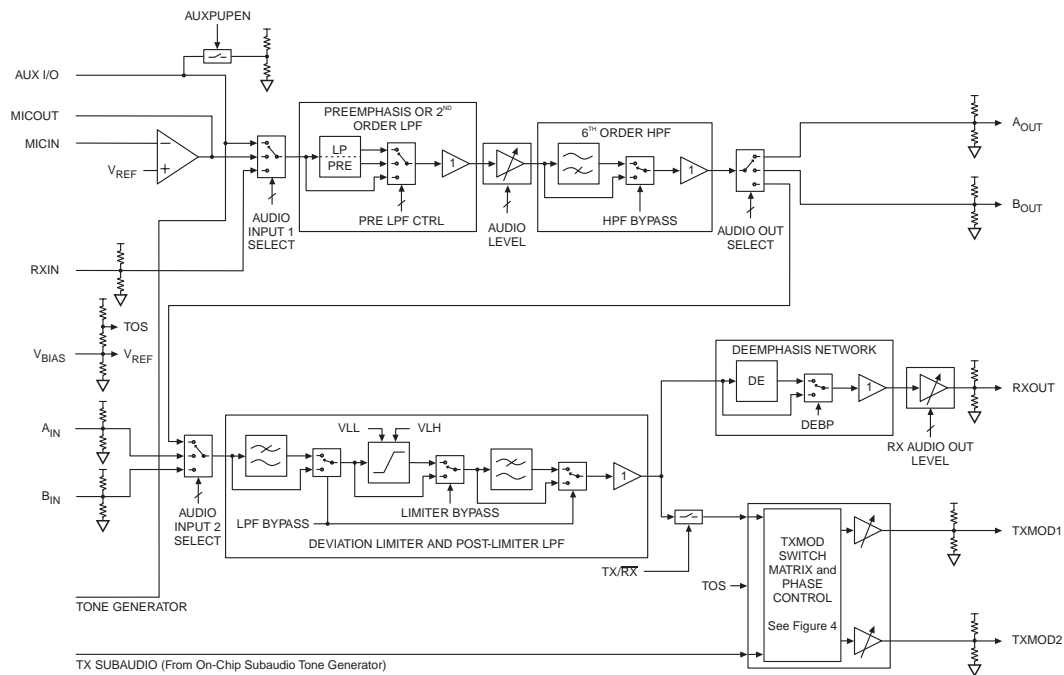 AUXPUPEN
AUX I/O
MICOUT
MICIN
VREF
PREEMPHASIS OR 2ND
ORDER LPF
LP
PRE
1
PRE LPF CTRL
AUDIO
INPUT 1
SELECT
AUDIO
LEVEL
6TH ORDER HPF
1
HPF BYPASS
AUDIO OUT
SELECT
AOUT
BOUT
RXIN
TOS
VBIAS
VREF
DEEMPHASIS NETWORK
DE
1
DEBP
RXOUT
RX AUDIO OUT
LEVEL
AIN
BIN
AUDIO
INPUT 2
SELECT
VLL
VLH
1
LPF BYPASS
LIMITER BYPASS
DEVIATION LIMITER AND POST-LIMITER LPF
TX/RX
TOS
TXMOD
SWITCH
MATRIX and
PHASE
CONTROL
See Figure 4
TXMOD1
TXMOD2
TONE GENERATOR
TX SUBAUDIO (From On-Chip Subaudio Tone Generator)